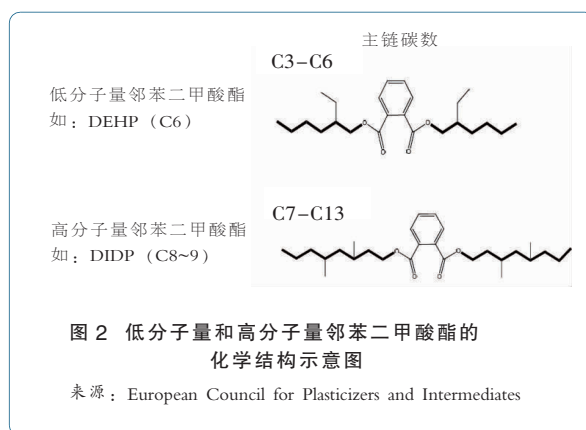 主链碳数
C3–C6
低分子量邻苯二甲酸酯
如：DEHP（C6）
O
O
O
O
C7–C13
高分子量邻苯二甲酸酯
如：DIDP（C8~9）
O
O
O
O
图 2 低分子量和高分子量邻苯二甲酸酯的
化学结构示意图
来源：European Council for Plasticizers and Intermediates